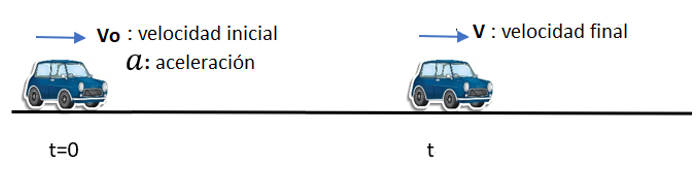 Vo : velocidad inicial
a: aceleración
V : velocidad final
t=0
t